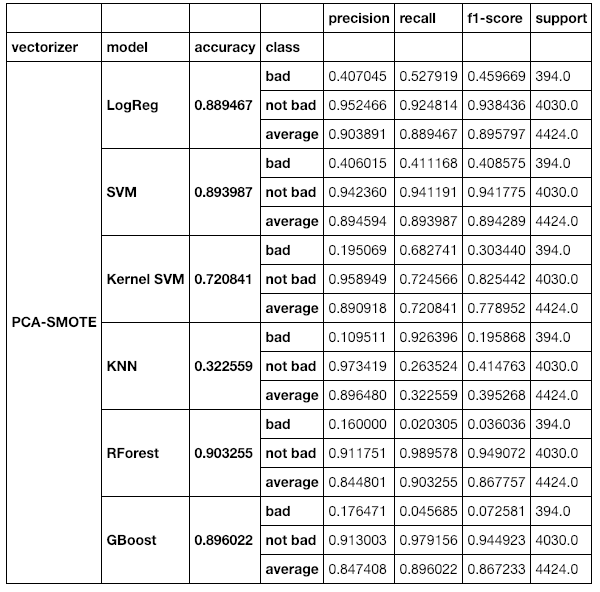 precision recall f1-score support
vectorizer model accuracy class
bad 0.407045 0.527919 0.459669 394.0
LogReg 0.889467 not bad 0.952466 0.924814 0.938436 4030.0
average 0.903891 0.889467 0.895797 4424.0
bad 0.406015 0.411168 0.408575 394.0
SVM 0.893987 not bad 0.942360 0.941191 0.941775 4030.0
average 0.894594 0.893987 0.894289 4424.0
bad 0.195069 0.682741 0.303440 394.0
Kernel SVM 0.720841 not bad 0.958949 0.724566 0.825442 4030.0
average 0.890918 0.720841 0.778952 4424.0
PCA-SMOTE
bad 0.109511 0.926396 0.195868 394.0
KNN 0.322559 not bad 0.973419 0.263524 0.414763 4030.0
average 0.896480 0.322559 0.395268 4424.0
bad 0.160000 0.020305 0.036036 394.0
RForest 0.903255 not bad 0.911751 0.989578 0.949072 4030.0
average 0.844801 0.903255 0.867757 4424.0
bad 0.176471 0.045685 0.072581 394.0
GBoost 0.896022 not bad 0.913003 0.979156 0.944923 4030.0
average 0.847408 0.896022 0.867233 4424.0